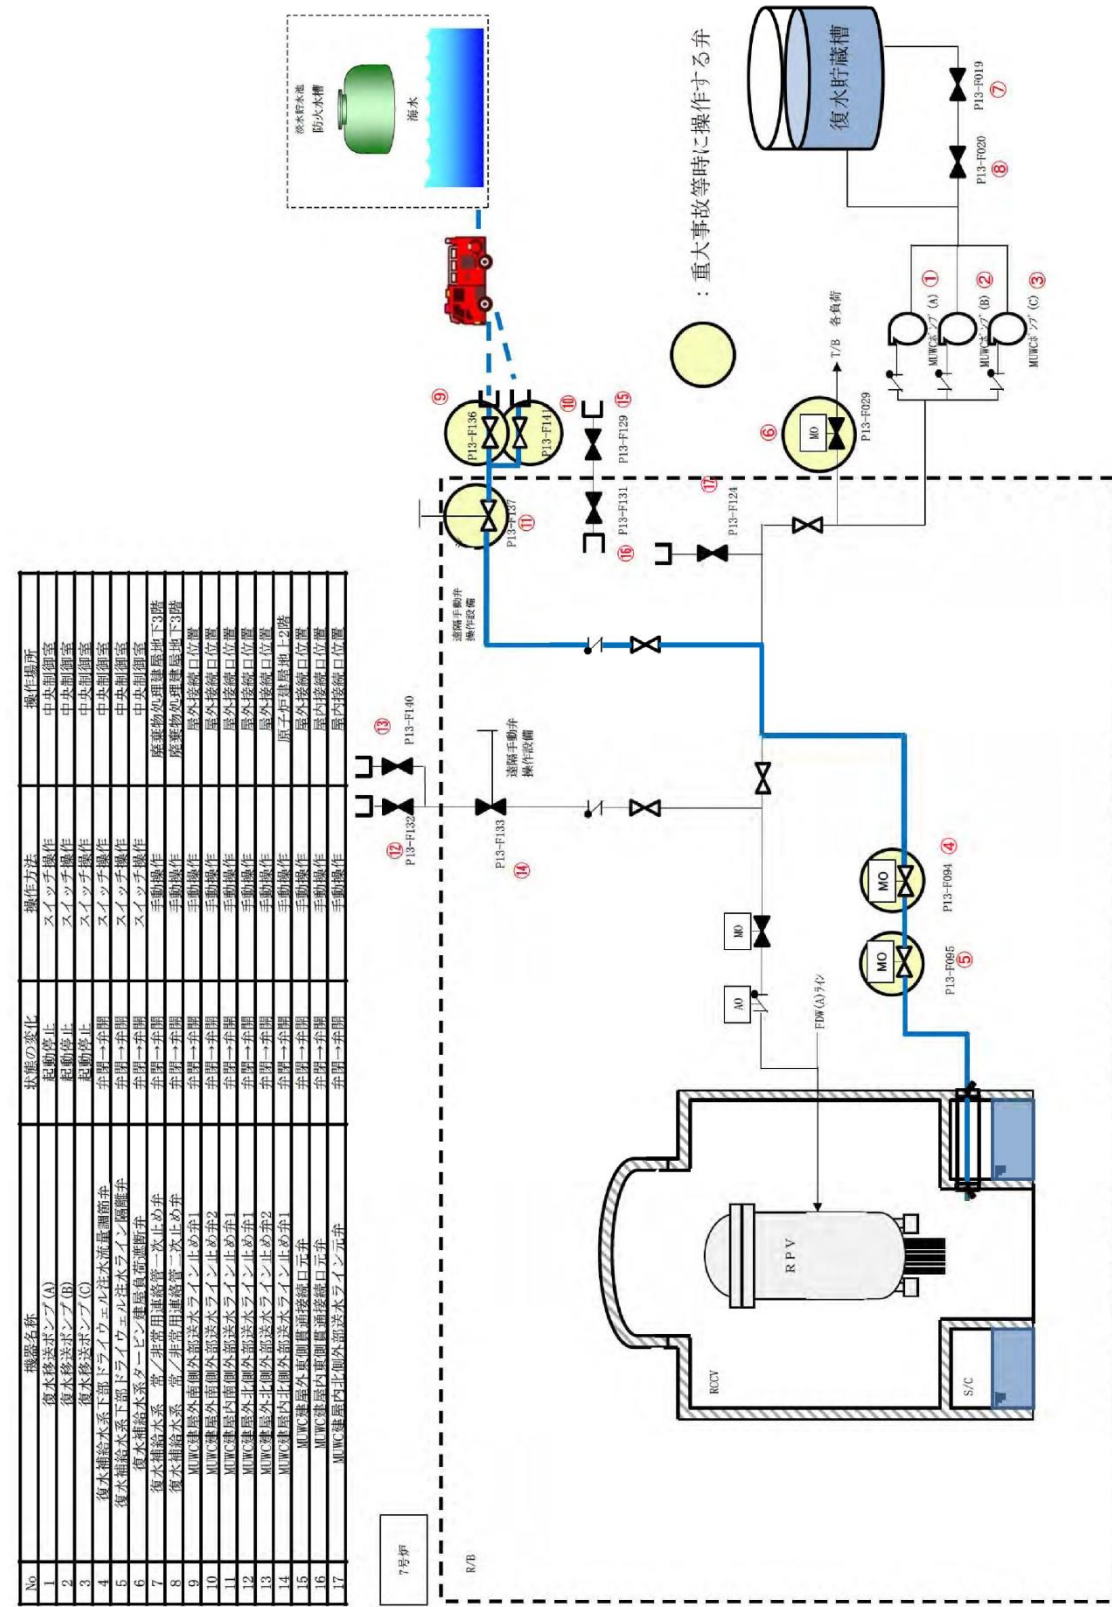 No 機器名称 状態の変化 操作方法 操作場所
1 復水移送ポンプ(A) 起動停止 スイッチ操作 中央制御室
2 復水移送ポンプ(B) 起動停止 スイッチ操作 中央制御室
3 復水移送ポンプ(C) 起動停止 スイッチ操作 中央制御室
4 復水補給水系下部ドライウェル注水流量調節弁 弁閉→弁開 スイッチ操作 中央制御室
5 復水補給水系下部ドライウェル注水ライン隔離弁 弁閉→弁開 スイッチ操作 中央制御室
6 復水補給水系タービン建屋負荷遮断弁 弁開→弁閉 スイッチ操作 中央制御室
7 復水補給水系 常／非常用連絡管一次止め弁 弁閉→弁開 手動操作 廃棄物処理建屋地下3階
8 復水補給水系 常／非常用連絡管二次止め弁 弁閉→弁開 手動操作 廃棄物処理建屋地下3階
9 MUWC建屋外南側外部送水ライン止め弁1 弁閉→弁開 手動操作 屋外接続口位置
10 MUWC建屋外南側外部送水ライン止め弁2 弁閉→弁開 手動操作 屋外接続口位置
11 MUWC建屋内南側外部送水ライン止め弁1 弁閉→弁開 手動操作 屋外接続口位置
12 MUWC建屋外北側外部送水ライン止め弁1 弁閉→弁開 手動操作 屋外接続口位置
13 MUWC建屋外北側外部送水ライン止め弁2 弁閉→弁開 手動操作 屋外接続口位置
14 MUWC建屋内北側外部送水ライン止め弁1 弁閉→弁開 手動操作 原子炉建屋地上2階
15 MUWC建屋外東側貫通接続口元弁 弁閉→弁開 手動操作 屋外接続口位置
16 MUWC建屋内東側貫通接続口元弁 弁閉→弁開 手動操作 屋内接続口位置
17 MUWC建屋内北側外部送水ライン元弁 弁閉→弁開 手動操作 屋内接続口位置
7号炉
R/B
RCCV
RPV
S/C
FDW(A)ライン
AO
MO
MO
P13-F095
⑤
MO
P13-F094
④
⑫
P13-F132
⑬
P13-F140
P13-F133
⑭
遠隔手動弁
操作設備
遠隔手動弁
操作設備
P13-F137
⑪
⑨
P13-F136
P13-F141
⑩
⑮
P13-F129
P13-F131
⑯
⑰
P13-F124
⑥
MO
P13-F029
T/B 各負荷
MUWCポンプ(A)
①
MUWCポンプ(B)
②
MUWCポンプ(C)
③
復水貯蔵槽
P13-F019
⑦
P13-F020
⑧
：重大事故等時に操作する弁
淡水貯水池
防火水槽
海水